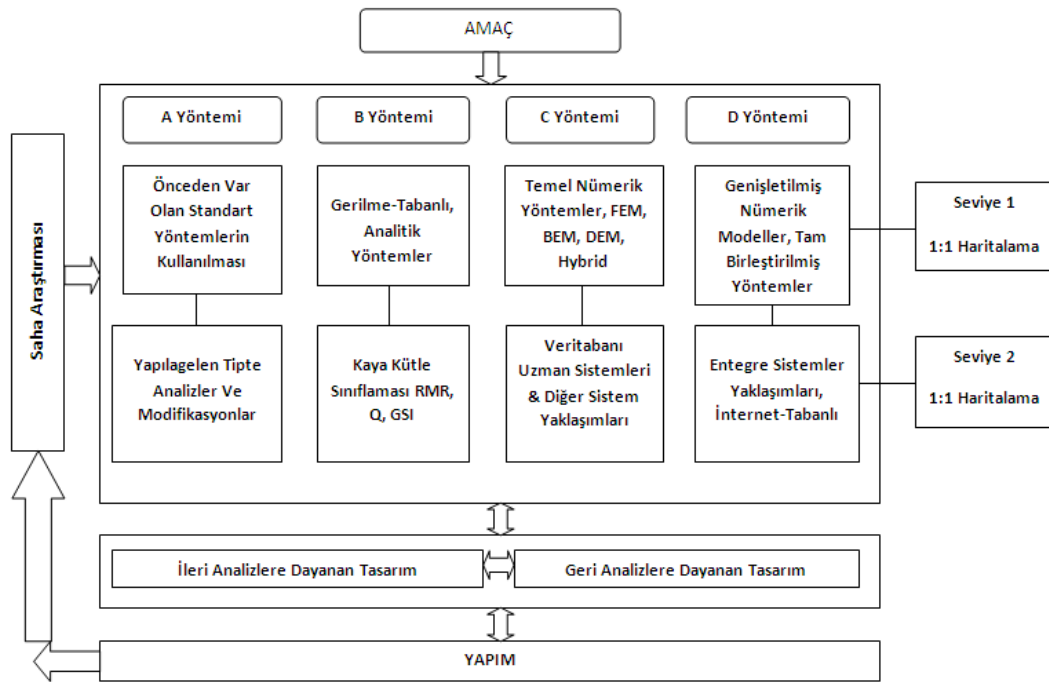 AMAÇ
A Yöntemi
B Yöntemi
C Yöntemi
D Yöntemi
Önceden Var
Olan Standart
Yöntemlerin
Kullanılması
Gerilme-Tabanlı,
Analitik
Yöntemler
Temel Nümerik
Yöntemler, FEM,
BEM, DEM,
Hybrid
Genişletilmiş
Nümerik
Modeller, Tam
Birleştirilmiş
Yöntemler
Seviye 1
1:1 Haritalama
Saha Araştırması
Yapılagelen Tipte
Analizler Ve
Modifikasyonlar
Kaya Kütle
Sınıflaması RMR,
Q, GSI
Veritabanı
Uzman Sistemleri
& Diğer Sistem
Yaklaşımları
Entegre Sistemler
Yaklaşımları,
İnternet-Tabanlı
Seviye 2
1:1 Haritalama
İleri Analizlere Dayanan Tasarım
Geri Analizlere Dayanan Tasarım
YAPIM